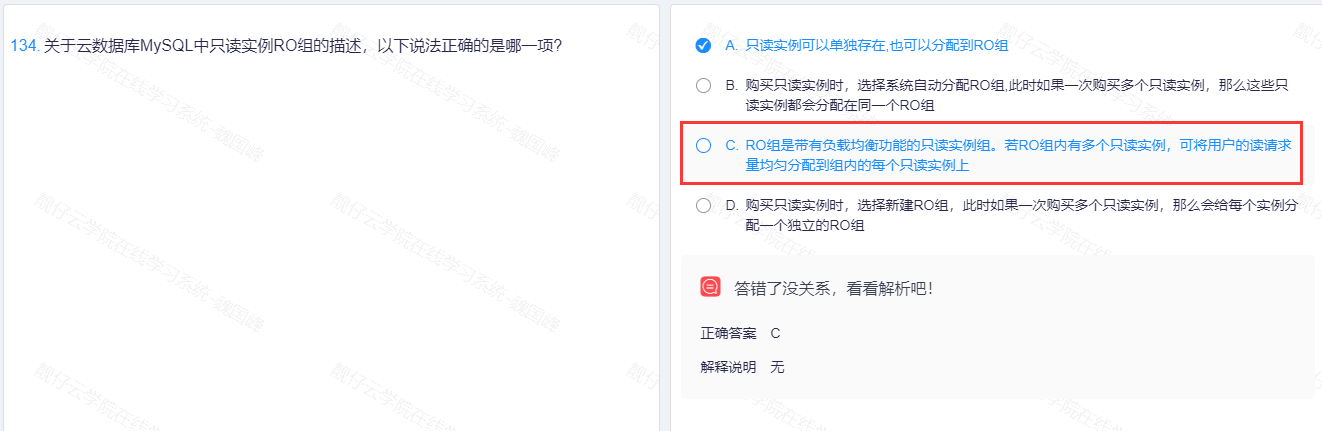 134. 关于云数据库MySQL中只读实例RO组的描述，以下说法正确的是哪一项？
A. 只读实例可以单独存在,也可以分配到RO组
B. 购买只读实例时，选择系统自动分配RO组,此时如果一次购买多个只读实例，那么这些只
读实例都会分配在同一个RO组
C. RO组是带有负载均衡功能的只读实例组。若RO组内有多个只读实例，可将用户的读请求
量均匀分配到组内的每个只读实例上
D. 购买只读实例时，选择新建RO组，此时如果一次购买多个只读实例，那么会给每个实例分
配一个独立的RO组
答错了没关系，看看解析吧！
正确答案 C
解释说明 无
靓仔云学院在线学习系统-魏国峰